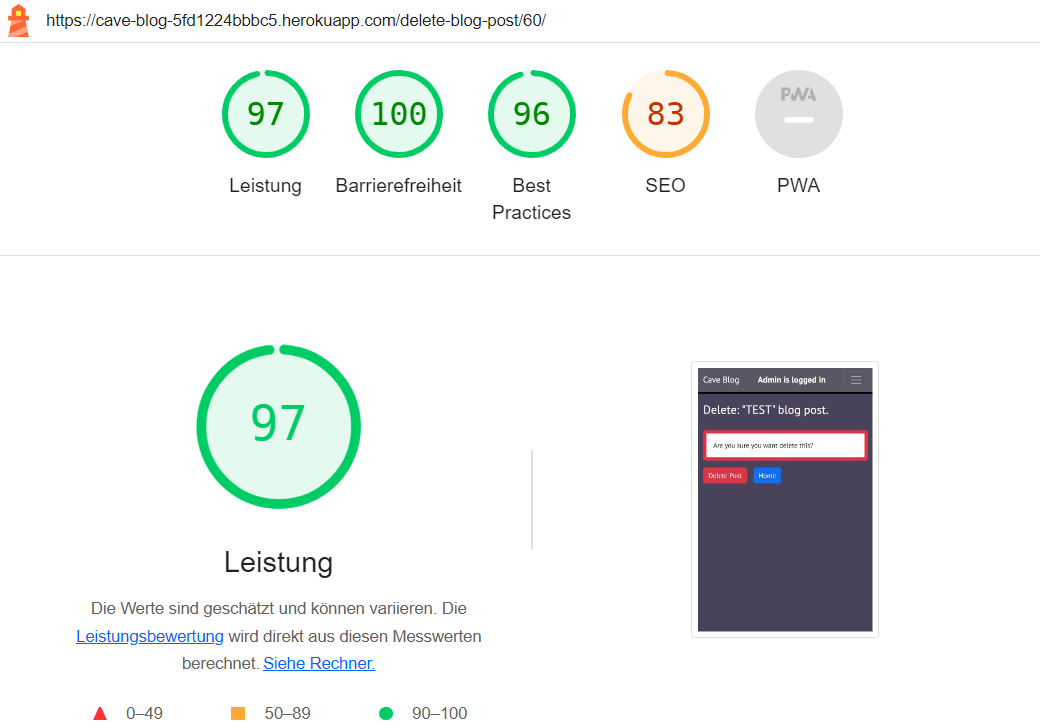 https://cave-blog-5fd1224bbbc5.herokuapp.com/delete-blog-post/60/
97
100
96
83
PWA
Leistung
Barrierefreiheit
Best
Practices
SEO
PWA
97
Leistung
Die Werte sind geschätzt und können variieren. Die
Leistungsbewertung wird direkt aus diesen Messwerten
berechnet. Siehe Rechner.
0–49
50–89
90–100
Cave Blog
Admin is logged in
Delete: "TEST" blog post.
Are you sure you want delete this?
Delete Post
Home